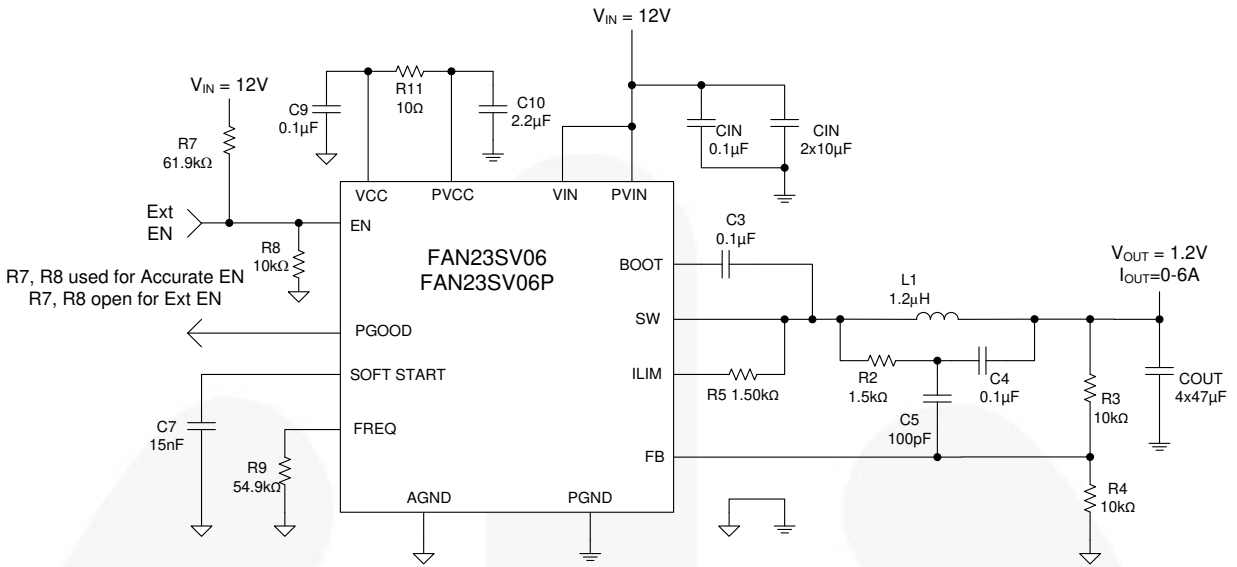 V_IN = 12V
V_IN = 12V
R11
10Ω
C9
0.1µF
C10
2.2µF
R7
61.9kΩ
CIN
0.1µF
CIN
2x10µF
VCC
PVCC
VIN
PVIN
Ext
EN
EN
R8
10kΩ
R7, R8 used for Accurate EN
R7, R8 open for Ext EN
FAN23SV06
FAN23SV06P
C3
0.1µF
BOOT
V_OUT = 1.2V
I_OUT=0-6A
L1
1.2µH
SW
PGOOD
ILIM
R5 1.50kΩ
R2
1.5kΩ
C4
0.1µF
COUT
4x47µF
R3
10kΩ
SOFT START
C7
15nF
C5
100pF
FREQ
R9
54.9kΩ
FB
R4
10kΩ
AGND
PGND